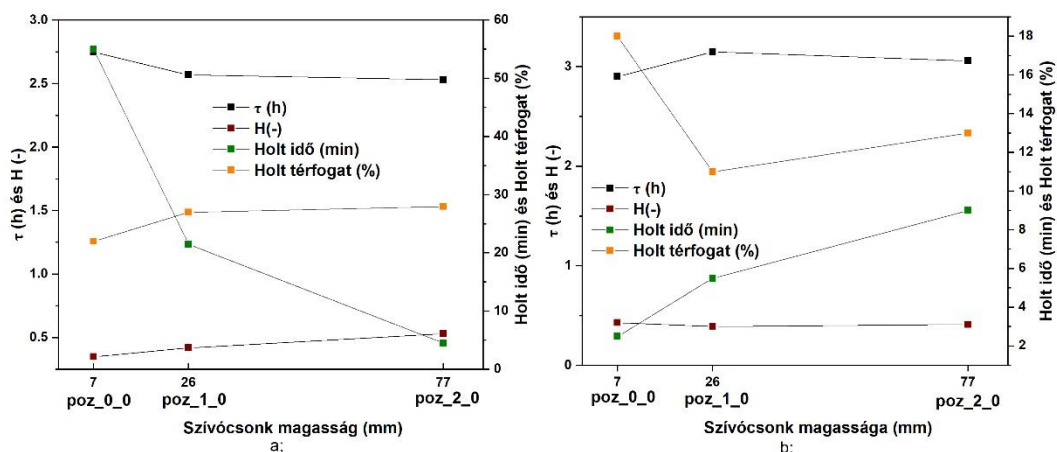 3.0
2.5
2.0
1.5
1.0
0.5
τ (h) és H (-)
τ (h)
H(-)
Holt idő (min)
Holt térfogat (%)
60
50
40
30
20
10
0
Holt idő (min) és Holt térfogat (%)
7 26 77
poz_0_0 poz_1_0 poz_2_0
Szívócsonk magasság (mm)
a;
3
2
1
0
τ (h) és H (-)
τ (h)
H(-)
Holt idő (min)
Holt térfogat (%)
18
16
14
12
10
8
6
4
2
Holt idő (min) és Holt térfogat (%)
7 26 77
poz_0_0 poz_1_0 poz_2_0
Szívócsonk magassága (mm)
b;